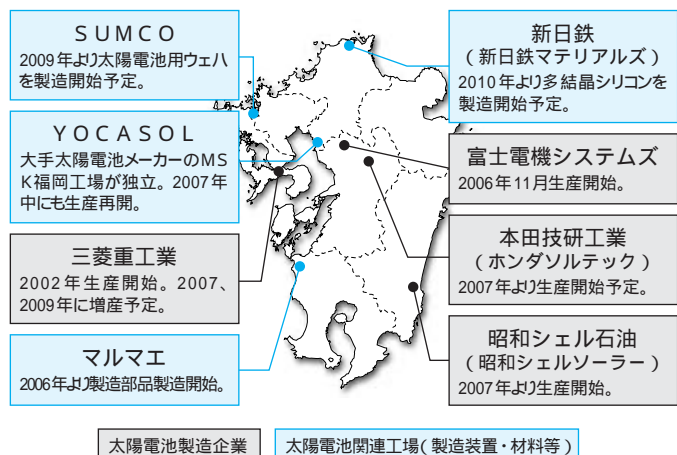 SUMCO
2009年より太陽電池用ウェハ
を製造開始予定。
YOCASOL
大手太陽電池メーカーのMS
K福岡工場が独立。2007年
中にも生産再開。
三菱重工業
2002年生産開始。2007、
2009年に増産予定。
マルマエ
2006年より製造部品製造開始。
新日鉄
(新日鉄マテリアルズ)
2010年より多結晶シリコンを
製造開始予定。
富士電機システムズ
2006年11月生産開始。
本田技研工業
(ホンダソルテック)
2007年より生産開始予定。
昭和シェル石油
(昭和シェルソーラー)
2007年より生産開始。
太陽電池製造企業
太陽電池関連工場(製造装置・材料等)